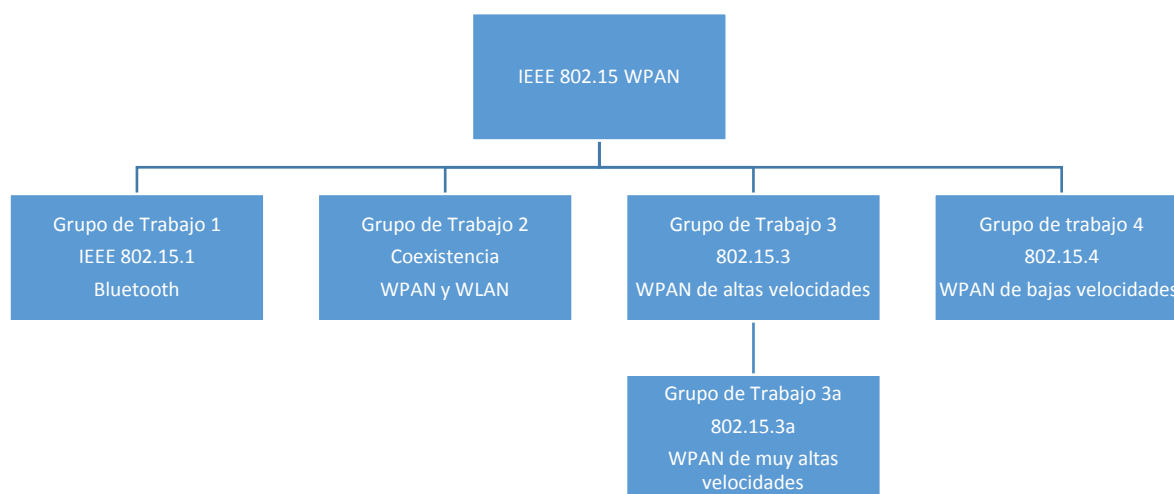 IEEE 802.15 WPAN
Grupo de Trabajo 1
IEEE 802.15.1
Bluetooth
Grupo de Trabajo 2
Coexistencia
WPAN y WLAN
Grupo de Trabajo 3
802.15.3
WPAN de altas velocidades
Grupo de trabajo 4
802.15.4
WPAN de bajas velocidades
Grupo de Trabajo 3a
802.15.3a
WPAN de muy altas
velocidades